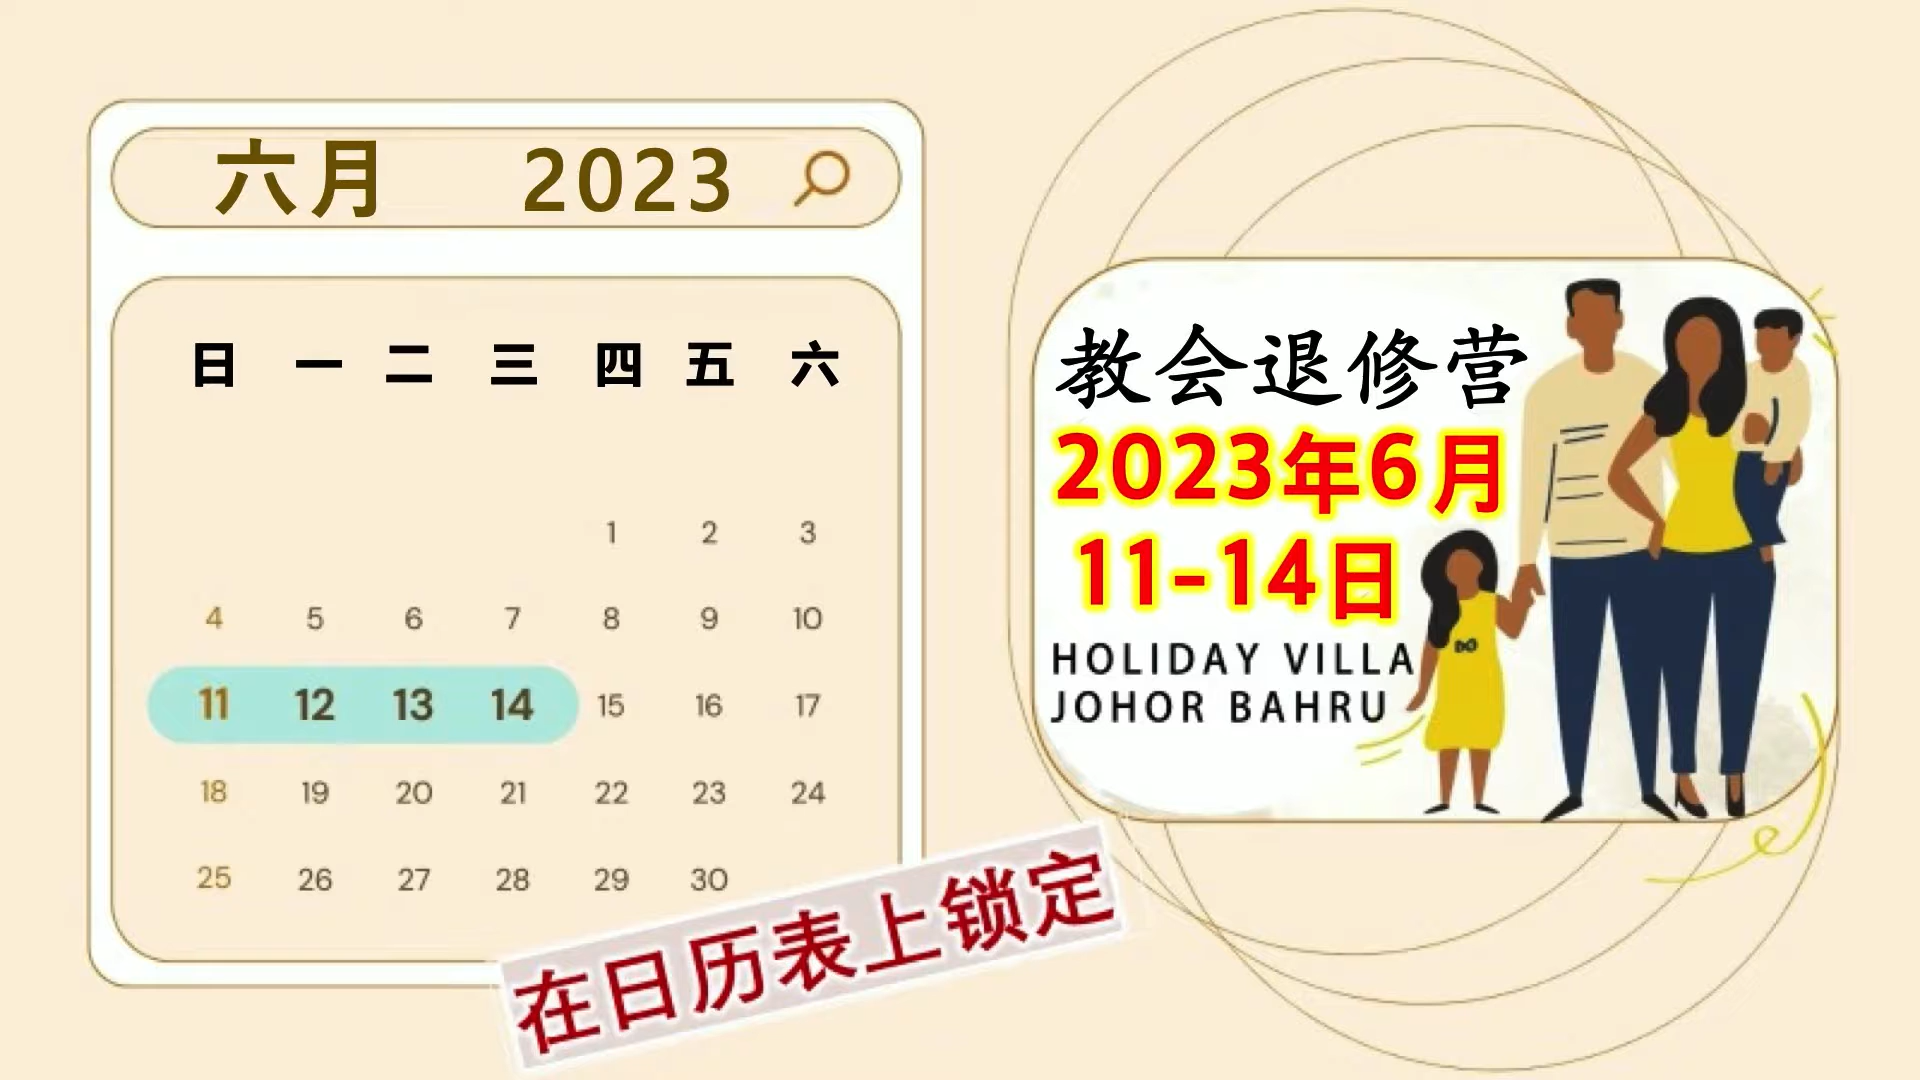 六月 2023
日 一 二 三 四 五 六
1 2 3
4 5 6 7 8 9 10
11 12 13 14 15 16 17
18 19 20 21 22 23 24
25 26 27 28 29 30
在日历表上锁定
教会退修营
2023年6月
11-14日
HOLIDAY VILLA
JOHOR BAHRU